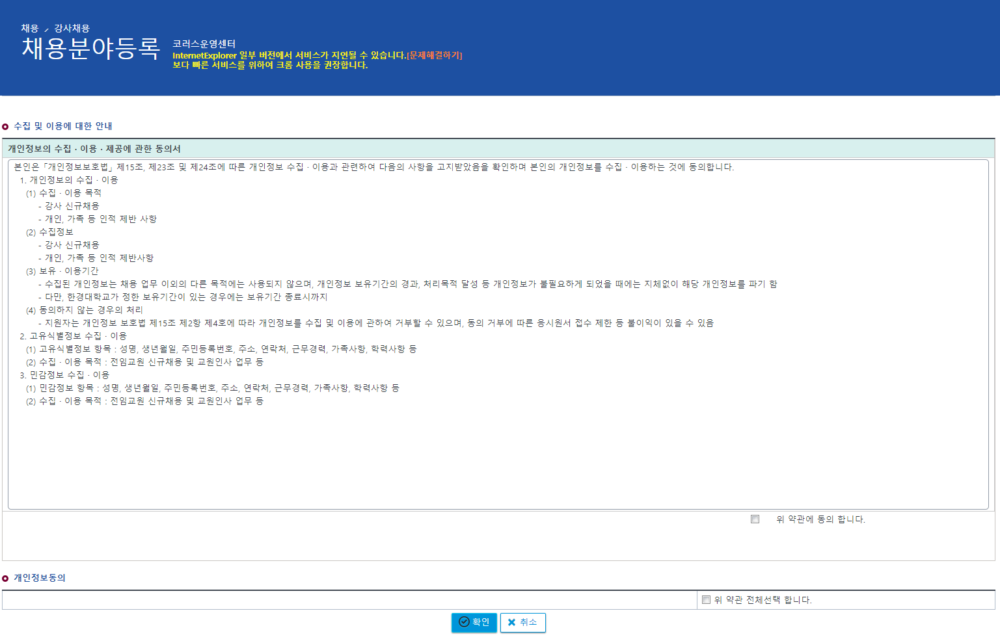 채용 / 강사채용
채용분야등록
코러스운영센터
InternetExplorer 일부 버전에서 서비스가 지연될 수 있습니다.[문제해결하기]
보다 빠른 서비스를 위하여 크롬 사용을 권장합니다.
수집 및 이용에 대한 안내
개인정보의 수집 · 이용 · 제공에 관한 동의서
본인은 「개인정보보호법」 제15조, 제23조 및 제24조에 따른 개인정보 수집 · 이용과 관련하여 다음의 사항을 고지받았음을 확인하며 본인의 개인정보를 수집 · 이용하는 것에 동의합니다.
1. 개인정보의 수집 · 이용
(1) 수집 · 이용 목적
- 강사 신규채용
- 개인, 가족 등 인적 제반 사항
(2) 수집정보
- 강사 신규채용
- 개인, 가족 등 인적 제반사항
(3) 보유 · 이용기간
- 수집된 개인정보는 채용 업무 이외의 다른 목적에는 사용되지 않으며, 개인정보 보유기간의 경과, 처리목적 달성 등 개인정보가 불필요하게 되었을 때에는 지체없이 해당 개인정보를 파기 함
- 다만, 한경대학교가 정한 보유기간이 있는 경우에는 보유기간 종료시까지
(4) 동의하지 않는 경우의 처리
- 지원자는 개인정보 보호법 제15조 제2항 제4호에 따라 개인정보를 수집 및 이용에 관하여 거부할 수 있으며, 동의 거부에 따른 응시원서 접수 제한 등 불이익이 있을 수 있음
2. 고유식별정보 수집 · 이용
(1) 고유식별정보 항목 : 성명, 생년월일, 주민등록번호, 주소, 연락처, 근무경력, 가족사항, 학력사항 등
(2) 수집 · 이용 목적 : 전임교원 신규채용 및 교원인사 업무 등
3. 민감정보 수집 · 이용
(1) 민감정보 항목 : 성명, 생년월일, 주민등록번호, 주소, 연락처, 근무경력, 가족사항, 학력사항 등
(2) 수집 · 이용 목적 : 전임교원 신규채용 및 교원인사 업무 등
위 약관에 동의 합니다.
개인정보동의
위 약관 전체선택 합니다.
확인
취소